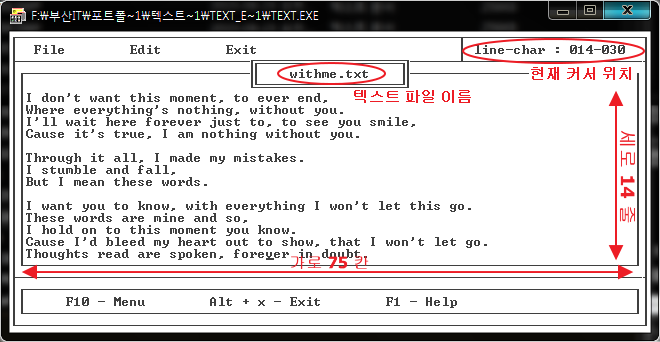 F:₩부산IT₩포트폴~1₩텍스트~1₩TEXT_E~1₩TEXT.EXE
File Edit Exit line-char : 014-030
withme.txt 현재 커서 위치
I don't want this moment, to ever end, 텍스트 파일 이름
Where everything's nothing, without you.
I'll wait here forever just to, to see you smile,
Cause it's true, I am nothing without you.
Through it all, I made my mistakes.
I stumble and fall,
But I mean these words.
세로 14 줄
I want you to know, with everything I won't let this go.
These words are mine and so,
I hold on to this moment you know.
Cause I'd bleed my heart out to show, that I won't let go.
Thoughts read are spoken, forever in doubt.
가로 75 칸
F10 - Menu Alt + x - Exit F1 - Help